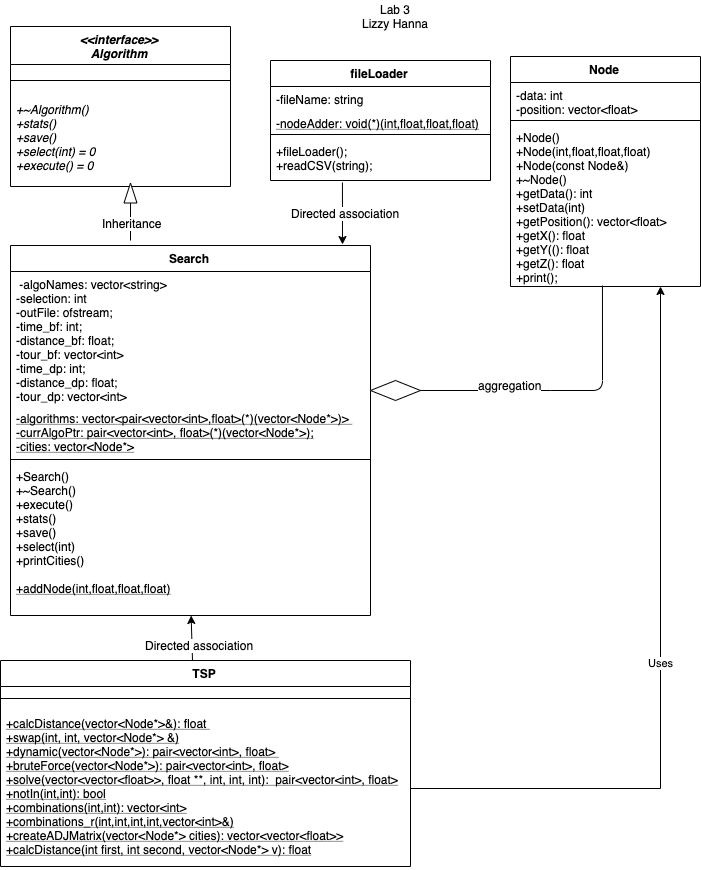 Lab 3
Lizzy Hanna
<<interface>>
Algorithm
+~Algorithm()
+stats()
+save()
+select(int) = 0
+execute() = 0
Inheritance
fileLoader
-fileName: string
-nodeAdder: void(*)(int,float,float,float)
+fileLoader();
+readCSV(string);
Directed association
Node
-data: int
-position: vector<float>
+Node()
+Node(int,float,float,float)
+Node(const Node&)
+~Node()
+getData(): int
+setData(int)
+getPosition(): vector<float>
+getX(): float
+getY((): float
+getZ(): float
+print();
Search
-algoNames: vector<string>
-selection: int
-outFile: ofstream;
-time_bf: int;
-distance_bf: float;
-tour_bf: vector<int>
-time_dp: int;
-distance_dp: float;
-tour_dp: vector<int>
-algorithms: vector<pair<vector<int>,float>(*)(vector<Node*>)>
-currAlgoPtr: pair<vector<int>, float>(*)(vector<Node*>);
-cities: vector<Node*>
+Search()
+~Search()
+execute()
+stats()
+save()
+select(int)
+printCities()
+addNode(int,float,float,float)
aggregation
Directed association
Uses
TSP
+calcDistance(vector<Node*>&): float
+swap(int, int, vector<Node*> &)
+dynamic(vector<Node*>): pair<vector<int>, float>
+bruteForce(vector<Node*>): pair<vector<int>, float>
+solve(vector<vector<float>>, float **, int, int, int): pair<vector<int>, float>
+notIn(int,int): bool
+combinations(int,int): vector<int>
+combinations_r(int,int,int,int,vector<int>&)
+createADJMatrix(vector<Node*> cities): vector<vector<float>>
+calcDistance(int first, int second, vector<Node*> v): float